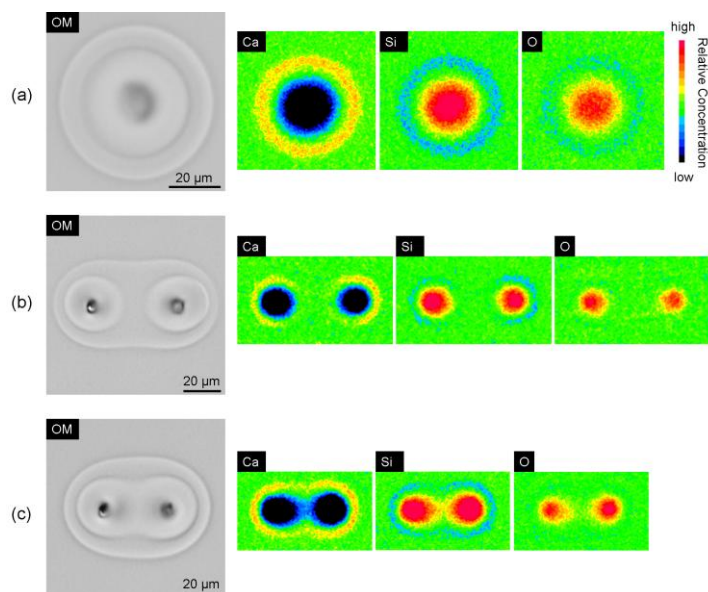 OM
Ca
Si
O
high
Relative Concentration
low
(a)
20 µm
OM
Ca
Si
O
(b)
20 µm
OM
Ca
Si
O
(c)
20 µm